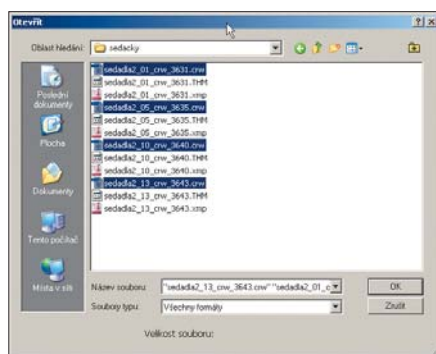 Otevřít
Oblast hledání:
sedacky
Poslední
dokumenty
Plocha
Dokumenty
Tento počítač
Místa v síti
sedadla2_01_crw_3631.crw
sedadla2_01_crw_3631.THM
sedadla2_01_crw_3631.xmp
sedadla2_05_crw_3635.crw
sedadla2_05_crw_3635.THM
sedadla2_05_crw_3635.xmp
sedadla2_10_crw_3640.crw
sedadla2_10_crw_3640.THM
sedadla2_10_crw_3640.xmp
sedadla2_13_crw_3643.crw
sedadla2_13_crw_3643.THM
sedadla2_13_crw_3643.xmp
Název souboru:
"sedadla2_13_crw_3643.crw" "sedadla2_01_c
OK
Soubory typu:
Všechny formáty
Zrušit
Velikost souboru: